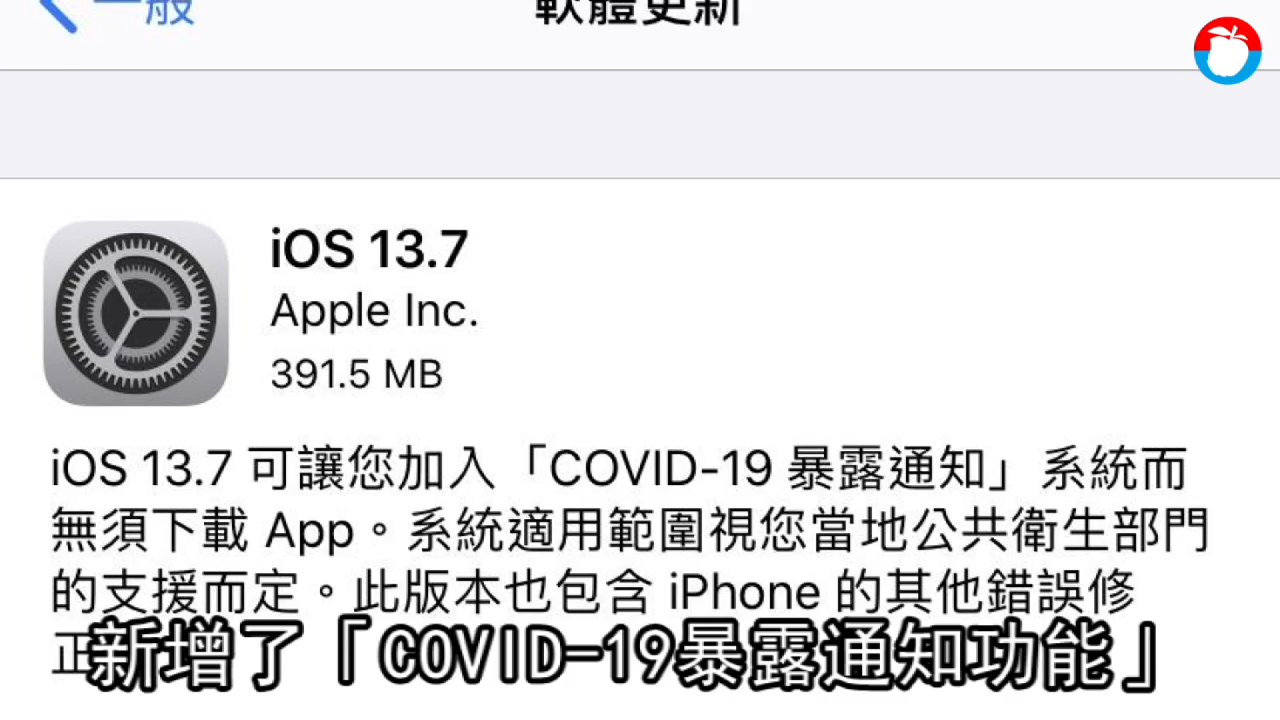 一般
軟體更新
iOS 13.7
Apple Inc.
391.5 MB
iOS 13.7 可讓您加入「COVID-19 暴露通知」系統而
無須下載 App。系統適用範圍視您當地公共衛生部門
的支援而定。此版本也包含 iPhone 的其他錯誤修
正
新增了「COVID-19暴露通知功能」